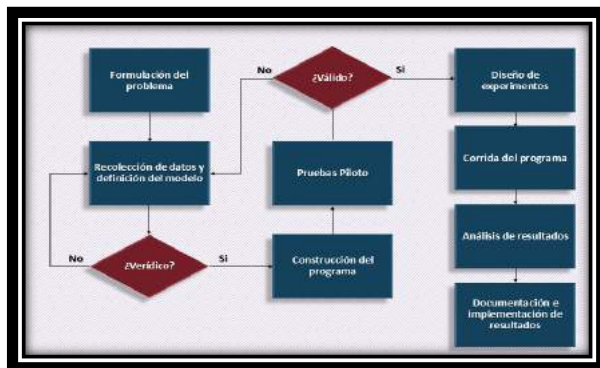 Formulación del
problema
Recolección de datos y
definición del modelo
¿Verídico?
No
Si
Construcción del
programa
Pruebas Piloto
¿Válido?
No
Si
Diseño de
experimentos
Corrida del programa
Análisis de resultados
Documentación e
implementación de
resultados